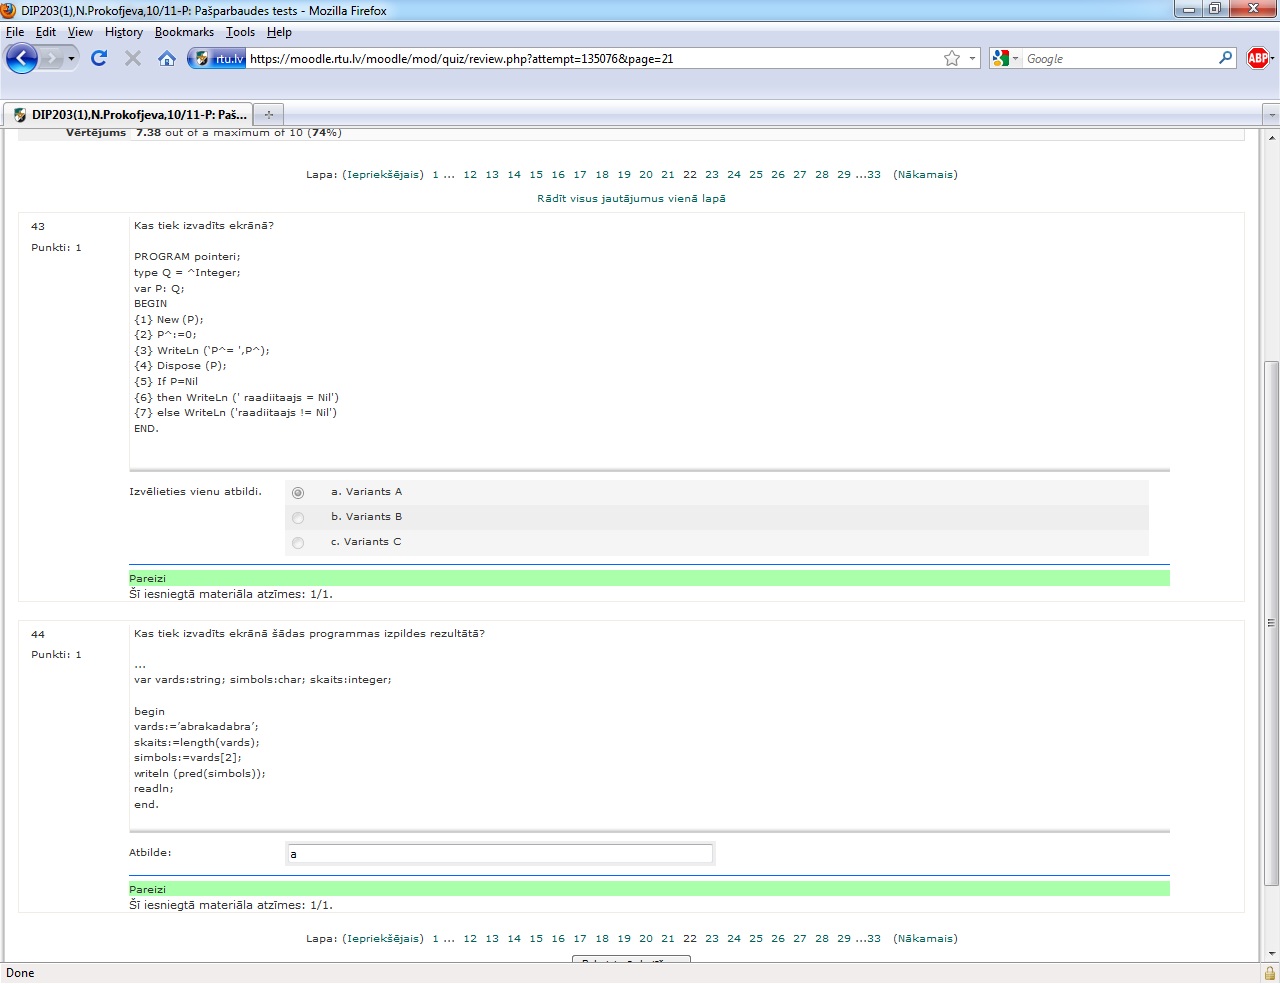 DIP203(1),N.Prokofjeva,10/11-P: Pašparbaudes tests - Mozilla Firefox
File Edit View History Bookmarks Tools Help
rtu.lv https://moodle.rtu.lv/moodle/mod/quiz/review.php?attempt=135076&page=21 Google ABP
DIP203(1),N.Prokofjeva,10/11-P: Paš...
Vērtējums 7.38 out of a maximum of 10 (74%)
Lapa: (Iepriekšējais) 1 ... 12 13 14 15 16 17 18 19 20 21 22 23 24 25 26 27 28 29 ...33 (Nākamais)
Rādīt visus jautājumus vienā lapā
43 Kas tiek izvadīts ekrānā?
Punkti: 1
PROGRAM pointeri;
type Q = ^Integer;
var P: Q;
BEGIN
{1} New (P);
{2} P^:=0;
{3} WriteLn ('P^= ',P^);
{4} Dispose (P);
{5} If P=Nil
{6} then WriteLn (' raadiitaajs = Nil')
{7} else WriteLn ('raadiitaajs != Nil')
END.
Izvēlieties vienu atbildi.
a. Variants A
b. Variants B
c. Variants C
Pareizi
Šī iesniegtā materiāla atzīmes: 1/1.
44 Kas tiek izvadīts ekrānā šādas programmas izpildes rezultātā?
Punkti: 1
...
var vards:string; simbols:char; skaits:integer;
begin
vards:=’abrakadabra’;
skaits:=length(vards);
simbols:=vards[2];
writeln (pred(simbols));
readln;
end.
Atbilde: a
Pareizi
Šī iesniegtā materiāla atzīmes: 1/1.
Lapa: (Iepriekšējais) 1 ... 12 13 14 15 16 17 18 19 20 21 22 23 24 25 26 27 28 29 ...33 (Nākamais)
Done